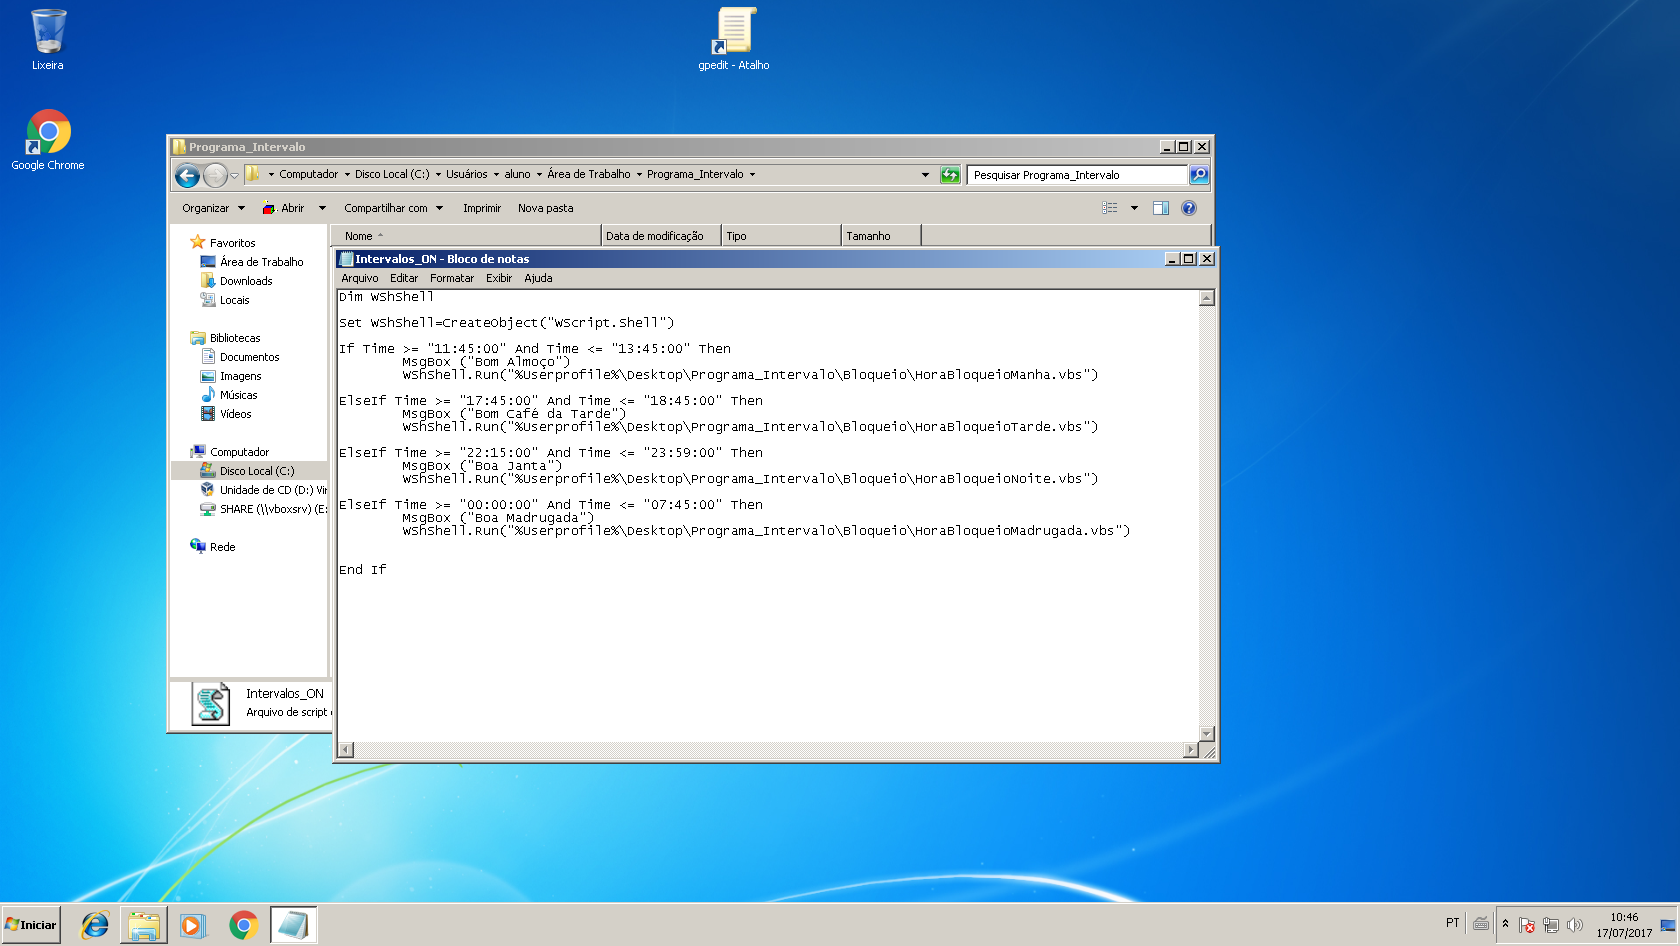 Lixeira
gpedit - Atalho
Google Chrome
Programa_Intervalo
Computador Disco Local (C:) Usuários aluno Área de Trabalho Programa_Intervalo
Pesquisar Programa_Intervalo
Organizar Abrir Compartilhar com Imprimir Nova pasta
Nome Data de modificação Tipo Tamanho
Favoritos
Área de Trabalho
Downloads
Locais
Bibliotecas
Documentos
Imagens
Músicas
Vídeos
Computador
Disco Local (C:)
Unidade de CD (D:) Vir
SHARE (\\vboxsrv) (E:
Rede
Intervalos_ON
Arquivo de script
Intervalos_ON - Bloco de notas
Arquivo Editar Formatar Exibir Ajuda
Dim WShShell
Set WShShell=CreateObject("WScript.Shell")
If Time >= "11:45:00" And Time <= "13:45:00" Then
MsgBox ("Bom Almoço")
WShShell.Run("%Userprofile%\Desktop\Programa_Intervalo\Bloqueio\HoraBloqueioManha.vbs")
ElseIf Time >= "17:45:00" And Time <= "18:45:00" Then
MsgBox ("Bom Café da Tarde")
WShShell.Run("%Userprofile%\Desktop\Programa_Intervalo\Bloqueio\HoraBloqueioTarde.vbs")
ElseIf Time >= "22:15:00" And Time <= "23:59:00" Then
MsgBox ("Boa Janta")
WShShell.Run("%Userprofile%\Desktop\Programa_Intervalo\Bloqueio\HoraBloqueioNoite.vbs")
ElseIf Time >= "00:00:00" And Time <= "07:45:00" Then
MsgBox ("Boa Madrugada")
WShShell.Run("%Userprofile%\Desktop\Programa_Intervalo\Bloqueio\HoraBloqueioMadrugada.vbs")
End If
Iniciar
PT
10:46
17/07/2017